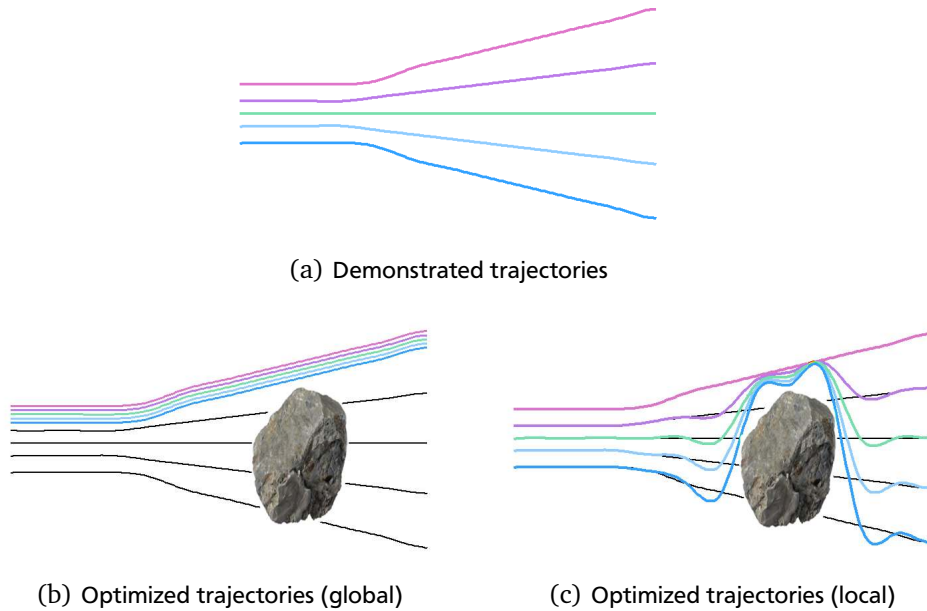 (a) Demonstrated trajectories
(b) Optimized trajectories (global)
(c) Optimized trajectories (local)